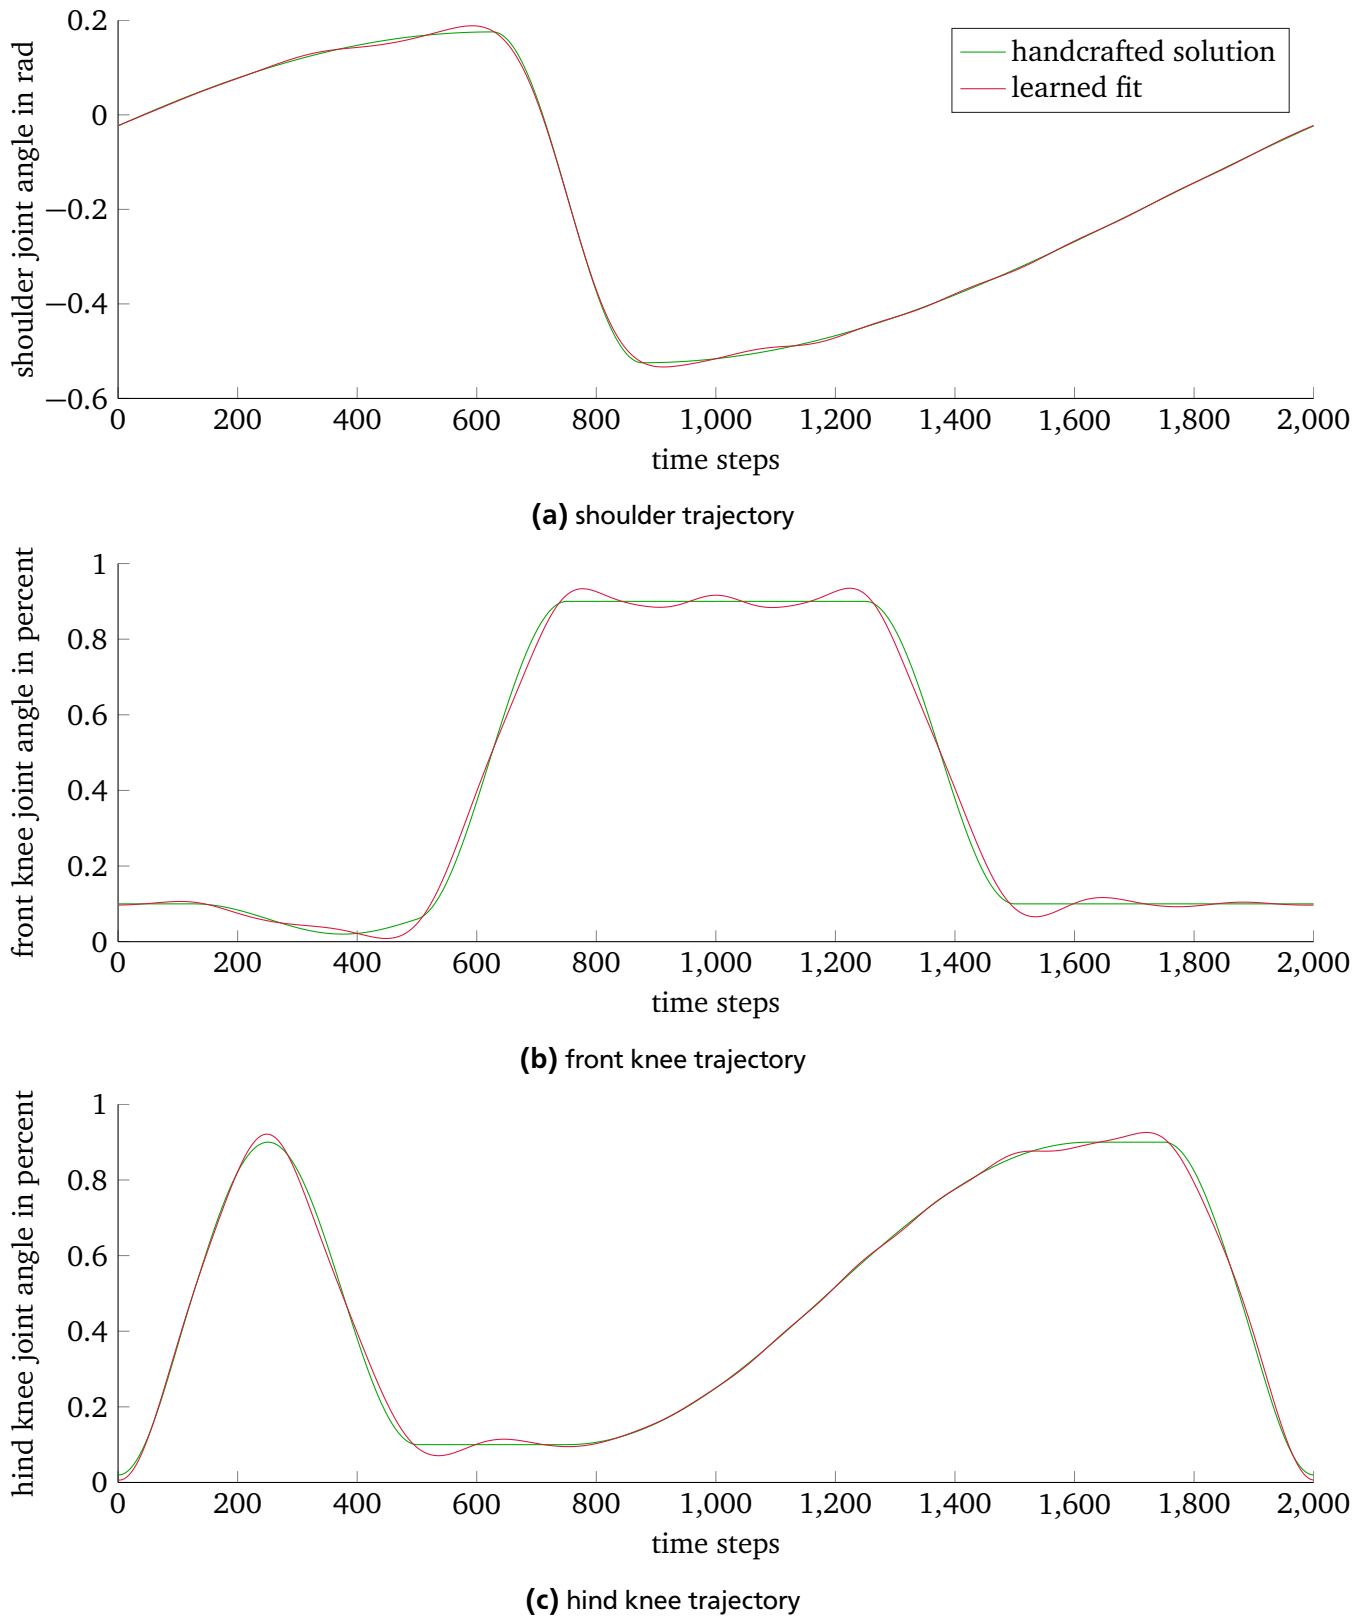 0.2
0
−0.2
−0.4
−0.6
shoulder joint angle in rad
handcrafted solution
learned fit
0 200 400 600 800 1,000 1,200 1,400 1,600 1,800 2,000
time steps
(a) shoulder trajectory
1
0.8
0.6
0.4
0.2
0
front knee joint angle in percent
0 200 400 600 800 1,000 1,200 1,400 1,600 1,800 2,000
time steps
(b) front knee trajectory
1
0.8
0.6
0.4
0.2
0
hind knee joint angle in percent
0 200 400 600 800 1,000 1,200 1,400 1,600 1,800 2,000
time steps
(c) hind knee trajectory